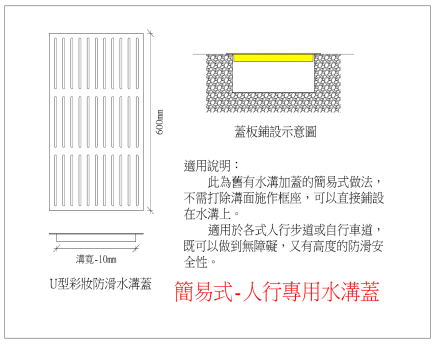 600mm
溝寬-10mm
U型彩妝防滑水溝蓋
蓋板鋪設示意圖
適用說明：
此為舊有水溝加蓋的簡易式做法，
不需打除溝面施作框座，可以直接鋪設
在水溝上。
適用於各式人行步道或自行車道，
既可以做到無障礙，又有高度的防滑安
全性。
簡易式-人行專用水溝蓋